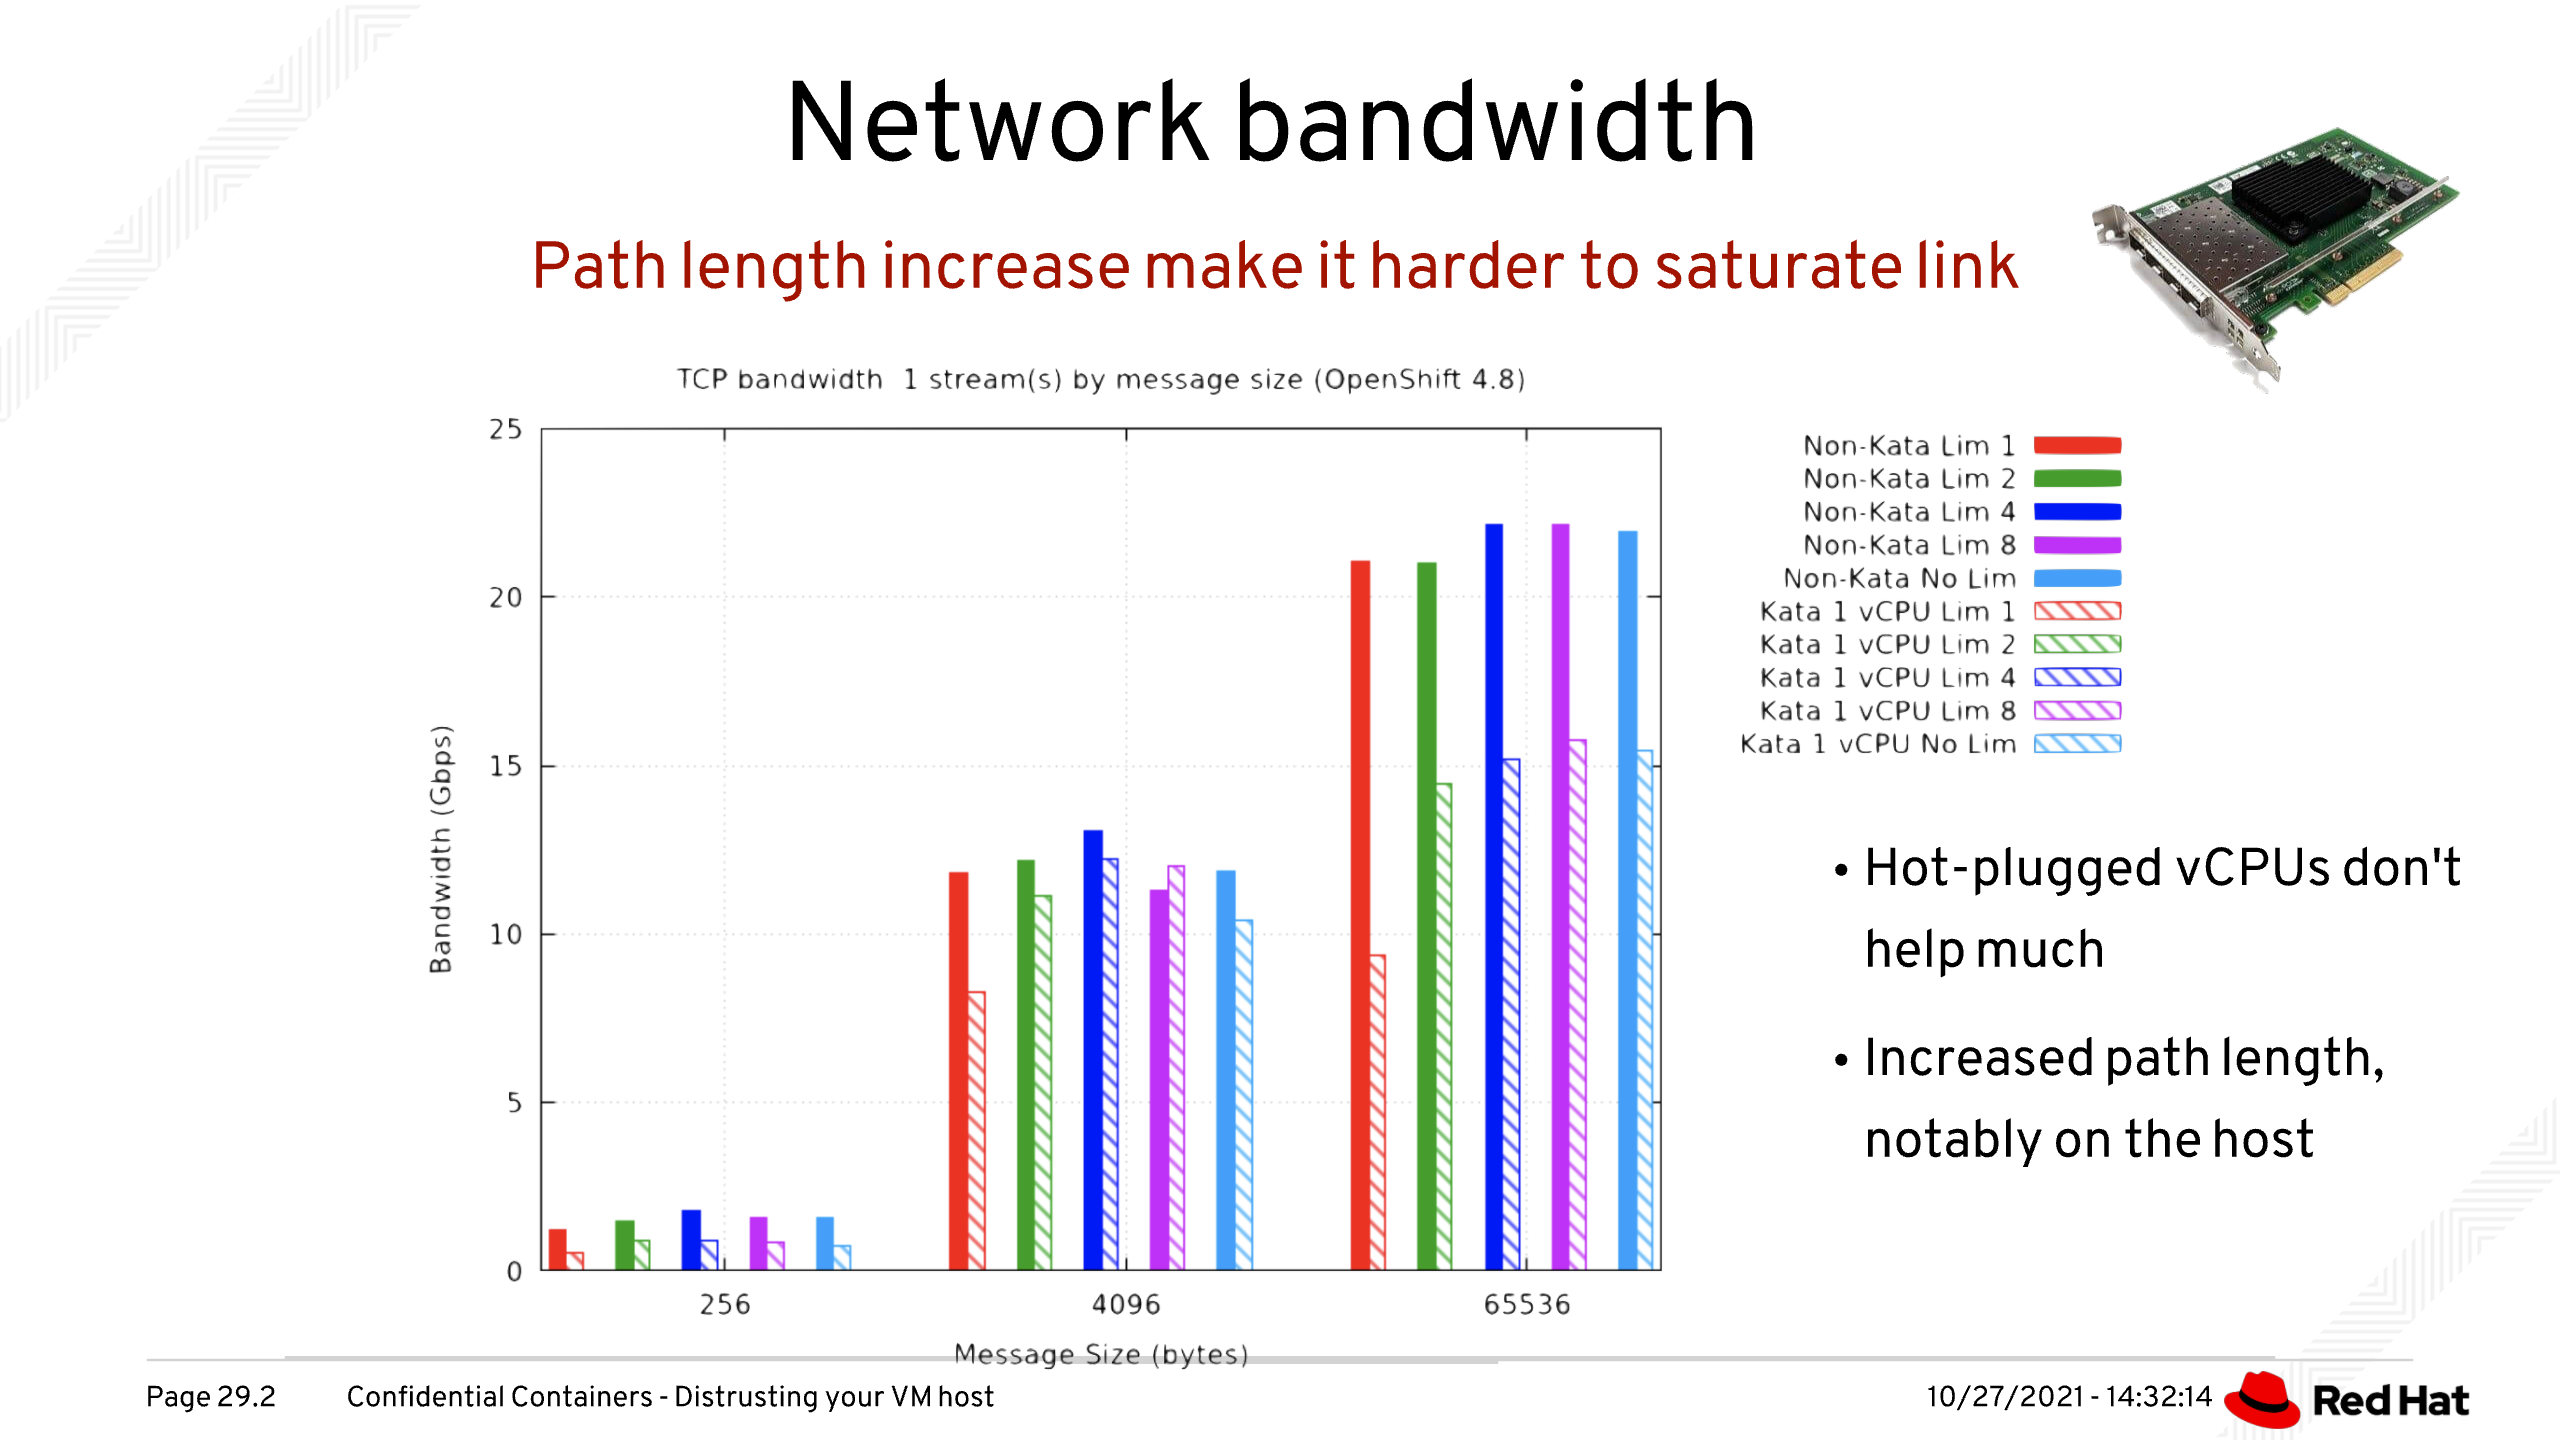 Network bandwidth
Path length increase make it harder to saturate link
TCP bandwidth 1 stream(s) by message size (OpenShift 4.8)
25
20
15
10
5
0
Bandwidth (Gbps)
256 4096 65536
Message Size (bytes)
Non-Kata Lim 1
Non-Kata Lim 2
Non-Kata Lim 4
Non-Kata Lim 8
Non-Kata No Lim
Kata 1 vCPU Lim 1
Kata 1 vCPU Lim 2
Kata 1 vCPU Lim 4
Kata 1 vCPU Lim 8
Kata 1 vCPU No Lim
• Hot-plugged vCPUs don't
help much
• Increased path length,
notably on the host
Page 29.2 Confidential Containers - Distrusting your VM host 10/27/2021 - 14:32:14 Red Hat